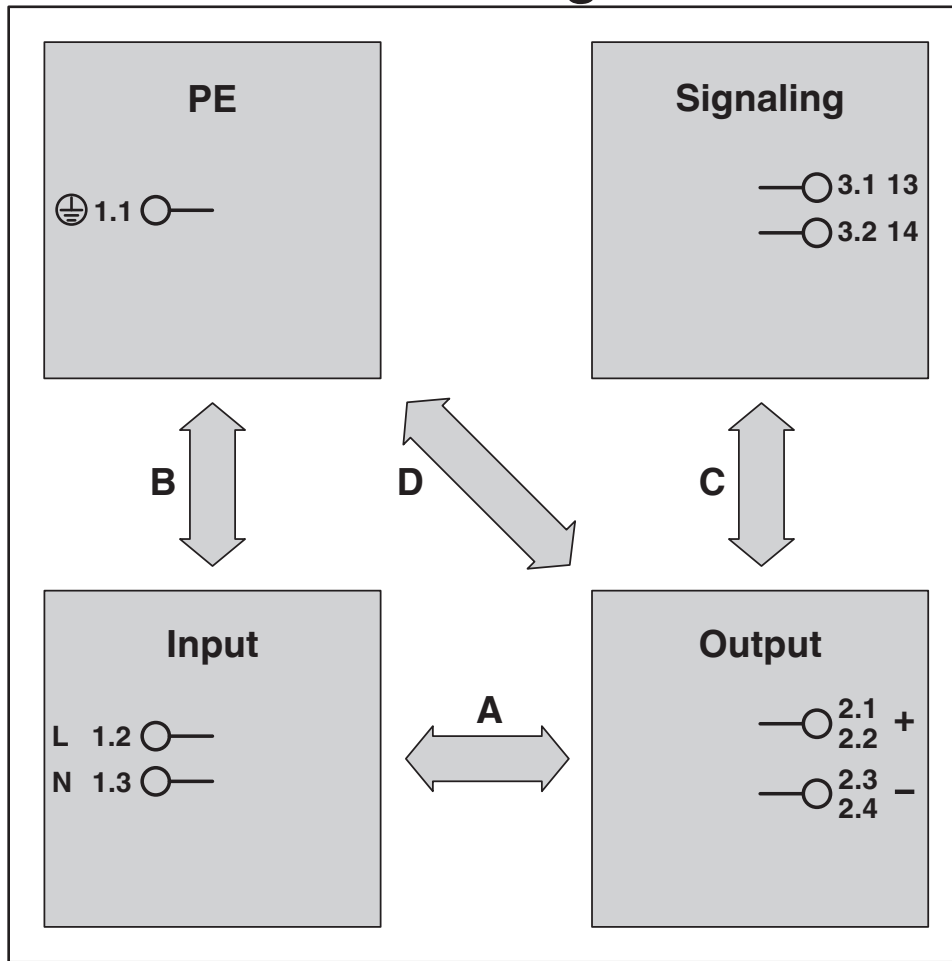 PE
1.1
Signaling
3.1 13
3.2 14
B
D
C
Input
L 1.2
N 1.3
A
Output
2.1
2.2 +
2.3
2.4 –